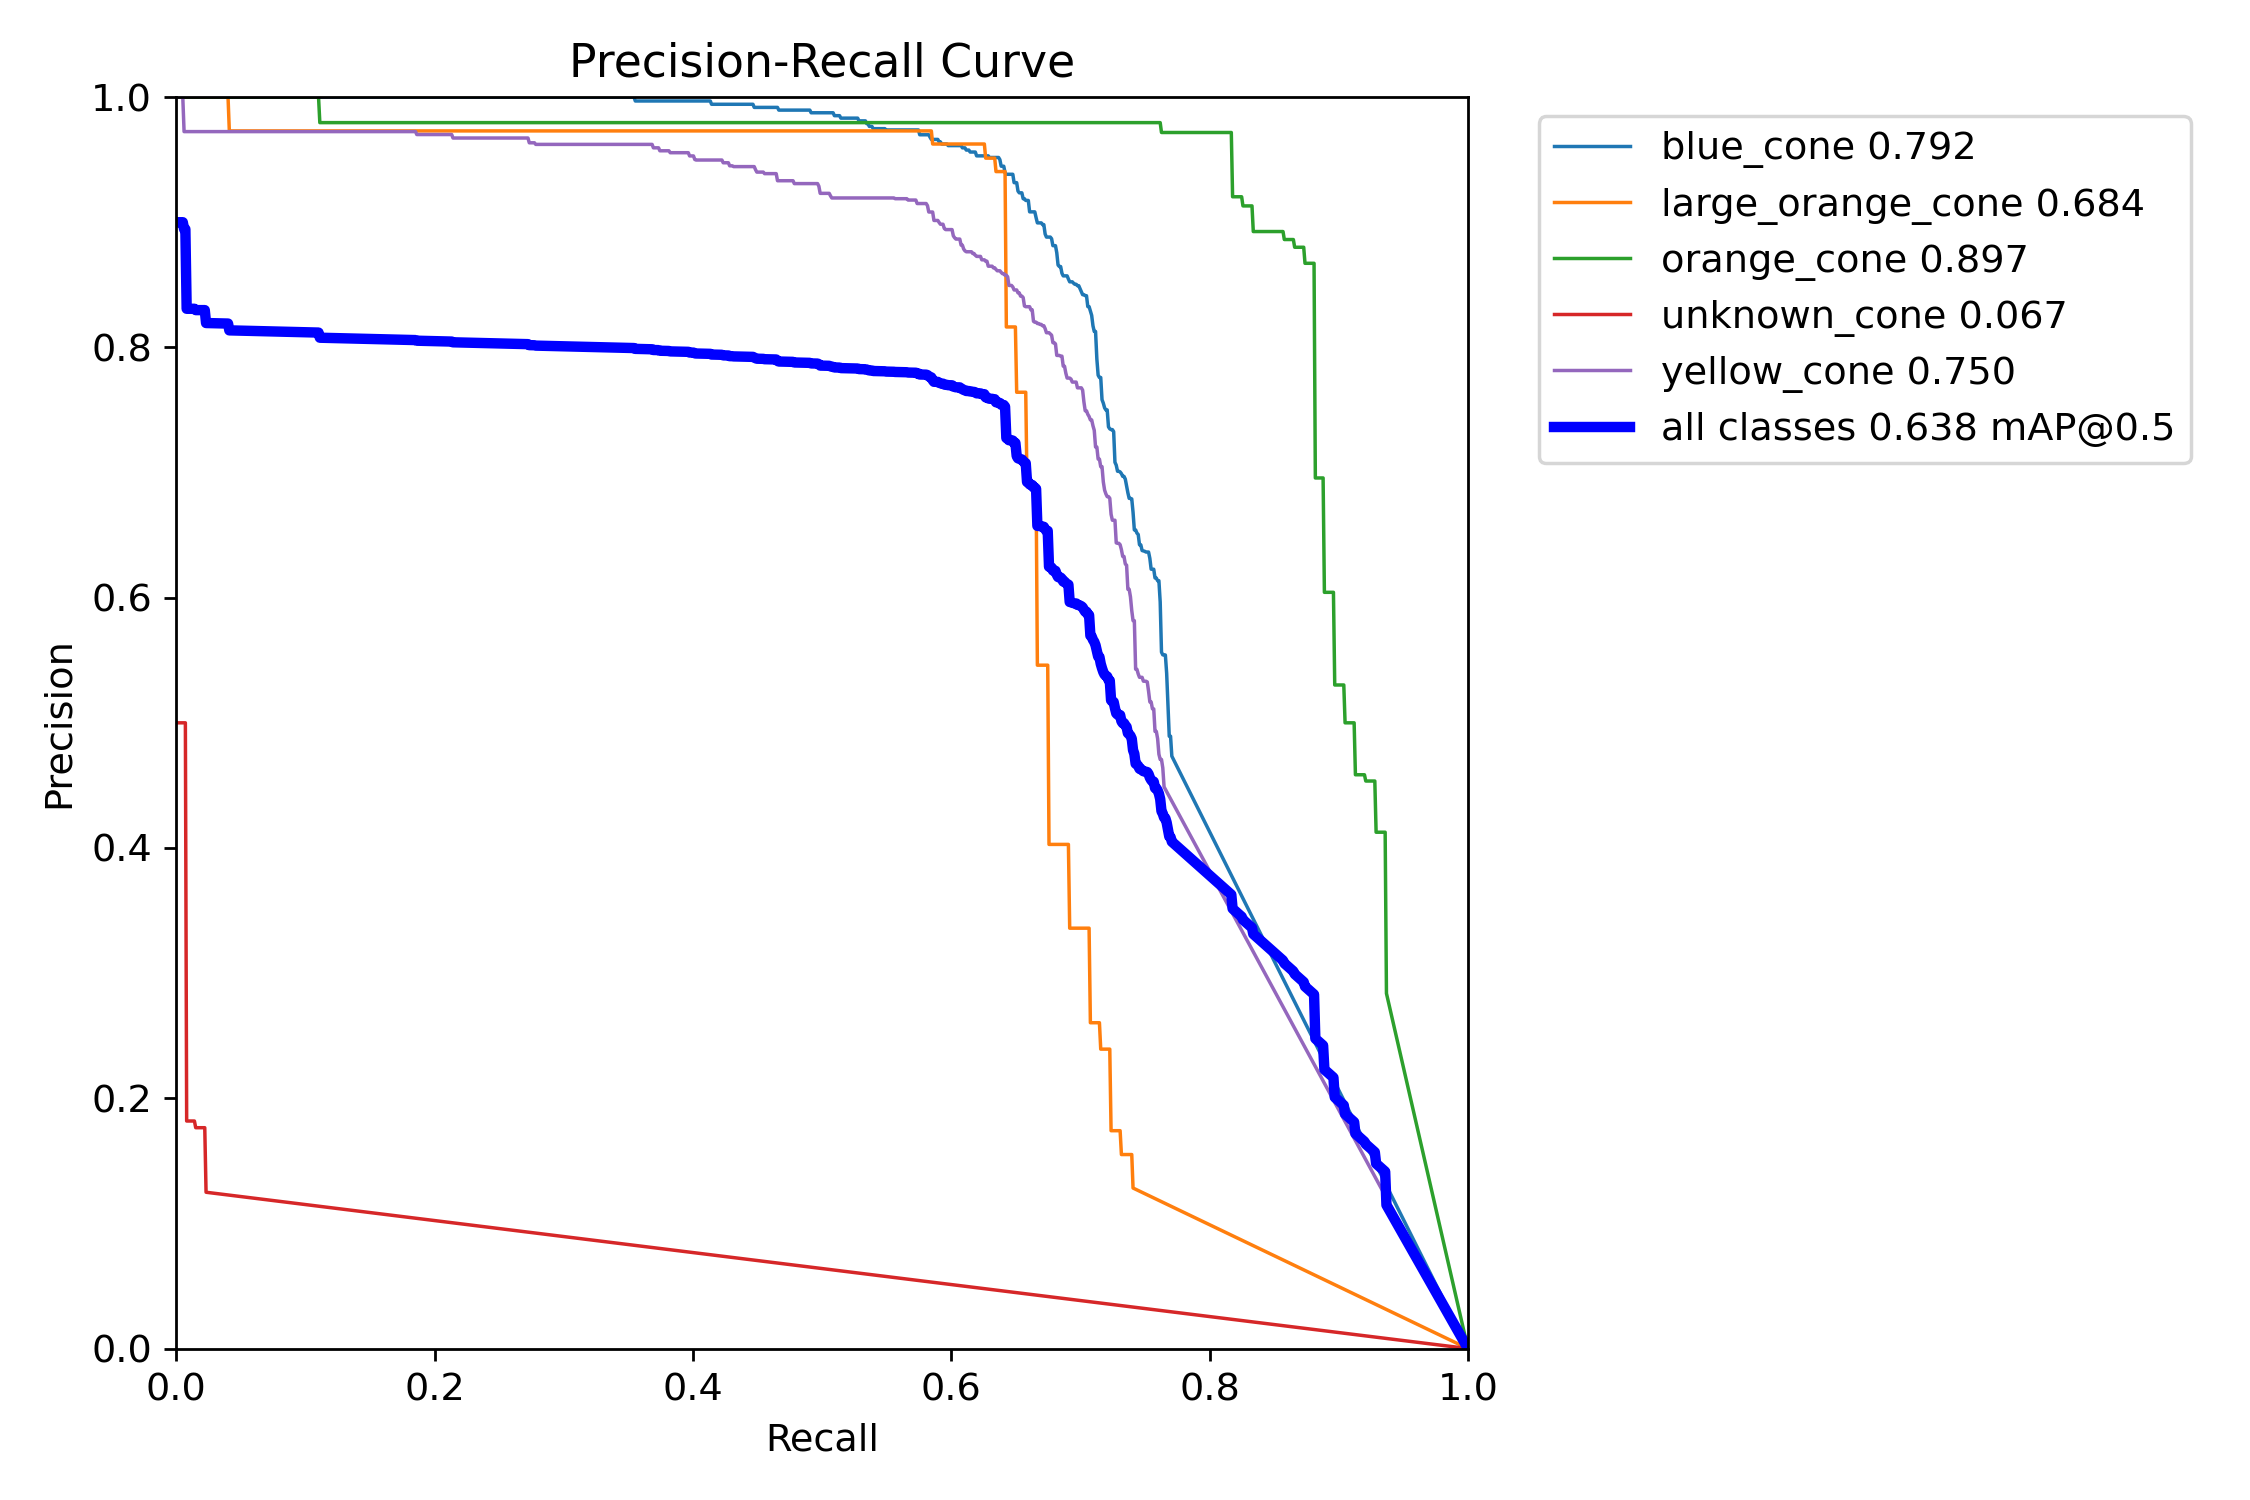 Precision-Recall Curve
1.0
0.8
0.6
0.4
0.2
0.0
Precision
0.0 0.2 0.4 0.6 0.8 1.0
Recall
blue_cone 0.792
large_orange_cone 0.684
orange_cone 0.897
unknown_cone 0.067
yellow_cone 0.750
all classes 0.638 mAP@0.5